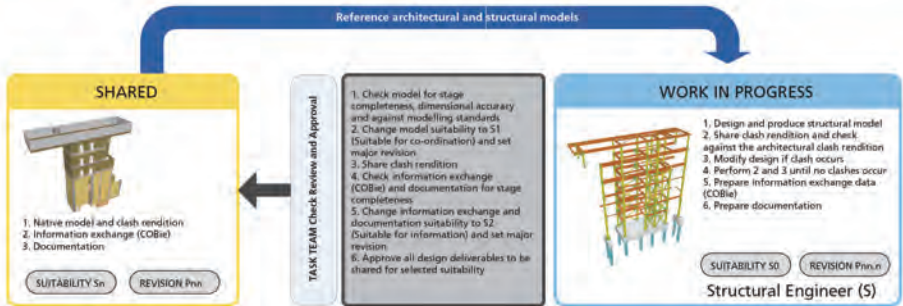 Reference architectural and structural models
SHARED
1. Native model and clash rendition
2. Information exchange (COBie)
3. Documentation
SUITABILITY Sn
REVISION Pnn
TASK TEAM Check Review and Approval
1. Check model for stage
completeness, dimensional accuracy
and against modelling standards
2. Change model suitability to S1
(Suitable for co-ordination) and set
major revision
3. Share clash rendition
4. Check information exchange
(COBie) and documentation for stage
completeness
5. Change information exchange and
documentation suitability to S2
(Suitable for information) and set major
revision
6. Approve all design deliverables to be
shared for selected suitability
WORK IN PROGRESS
1. Design and produce structural model
2. Share clash rendition and check
against the architectural clash rendition
3. Modify design if clash occurs
4. Perform 2 and 3 until no clashes occur
5. Prepare information exchange data
(COBie)
6. Prepare documentation
SUITABILITY S0
REVISION Pnn.n
Structural Engineer (S)